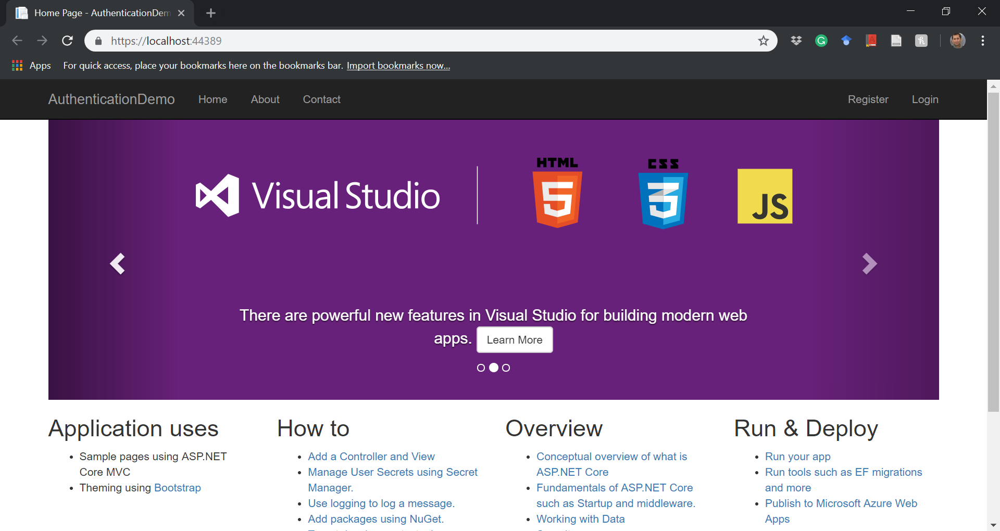 Home Page - AuthenticationDem
https://localhost:44389
Apps For quick access, place your bookmarks here on the bookmarks bar. Import bookmarks now...
AuthenticationDemo Home About Contact Register Login
Visual Studio
HTML
5
CSS
3
JS
There are powerful new features in Visual Studio for building modern web
apps. Learn More
Application uses
Sample pages using ASP.NET
Core MVC
Theming using Bootstrap
How to
Add a Controller and View
Manage User Secrets using Secret
Manager.
Use logging to log a message.
Add packages using NuGet.
Overview
Conceptual overview of what is
ASP.NET Core
Fundamentals of ASP.NET Core
such as Startup and middleware.
Working with Data
Run & Deploy
Run your app
Run tools such as EF migrations
and more
Publish to Microsoft Azure Web
Apps